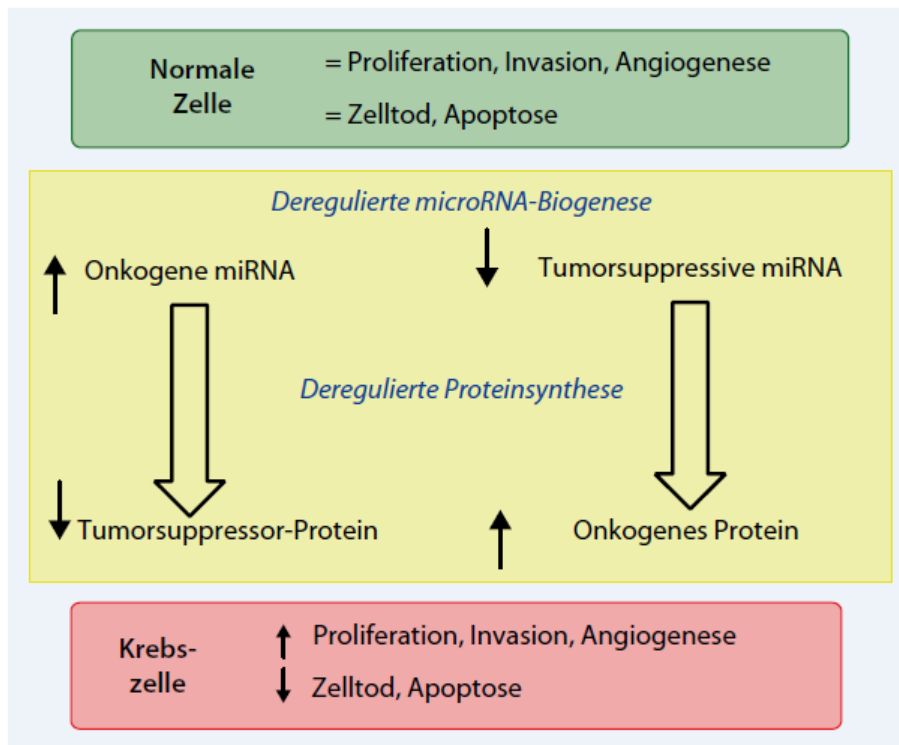 Normale
Zelle
= Proliferation, Invasion, Angiogenese
= Zelltod, Apoptose
Deregulierte microRNA-Biogenese
Onkogene miRNA
Tumorsuppressive miRNA
Deregulierte Proteinsynthese
Tumorsuppressor-Protein
Onkogenes Protein
Krebs-
zelle
Proliferation, Invasion, Angiogenese
Zelltod, Apoptose